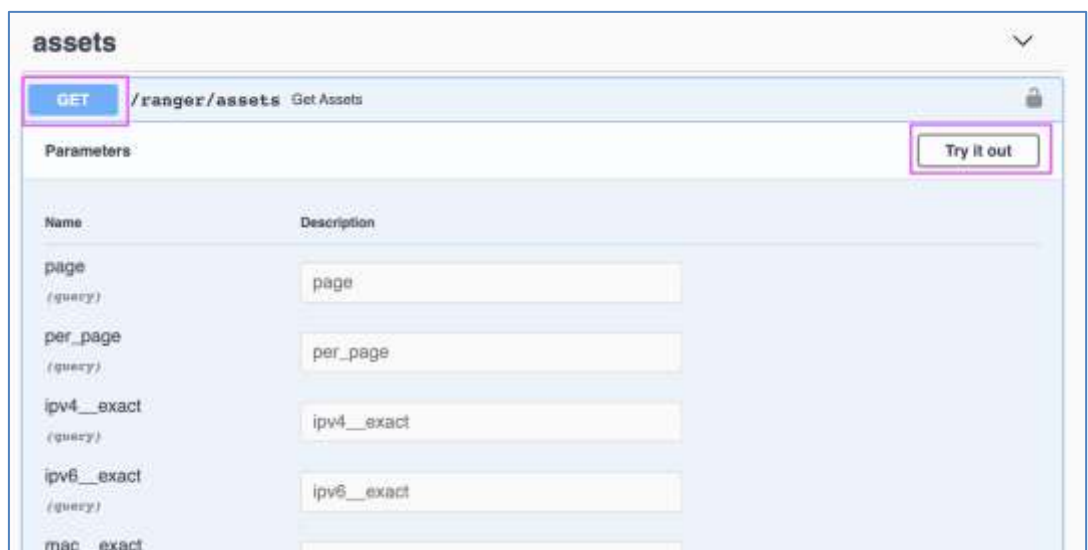 assets
GET /ranger/assets Get Assets
Parameters Try it out
Name Description
page page
(query)
per_page per_page
(query)
ipv4__exact ipv4__exact
(query)
ipv6__exact ipv6__exact
(query)
mac__exact